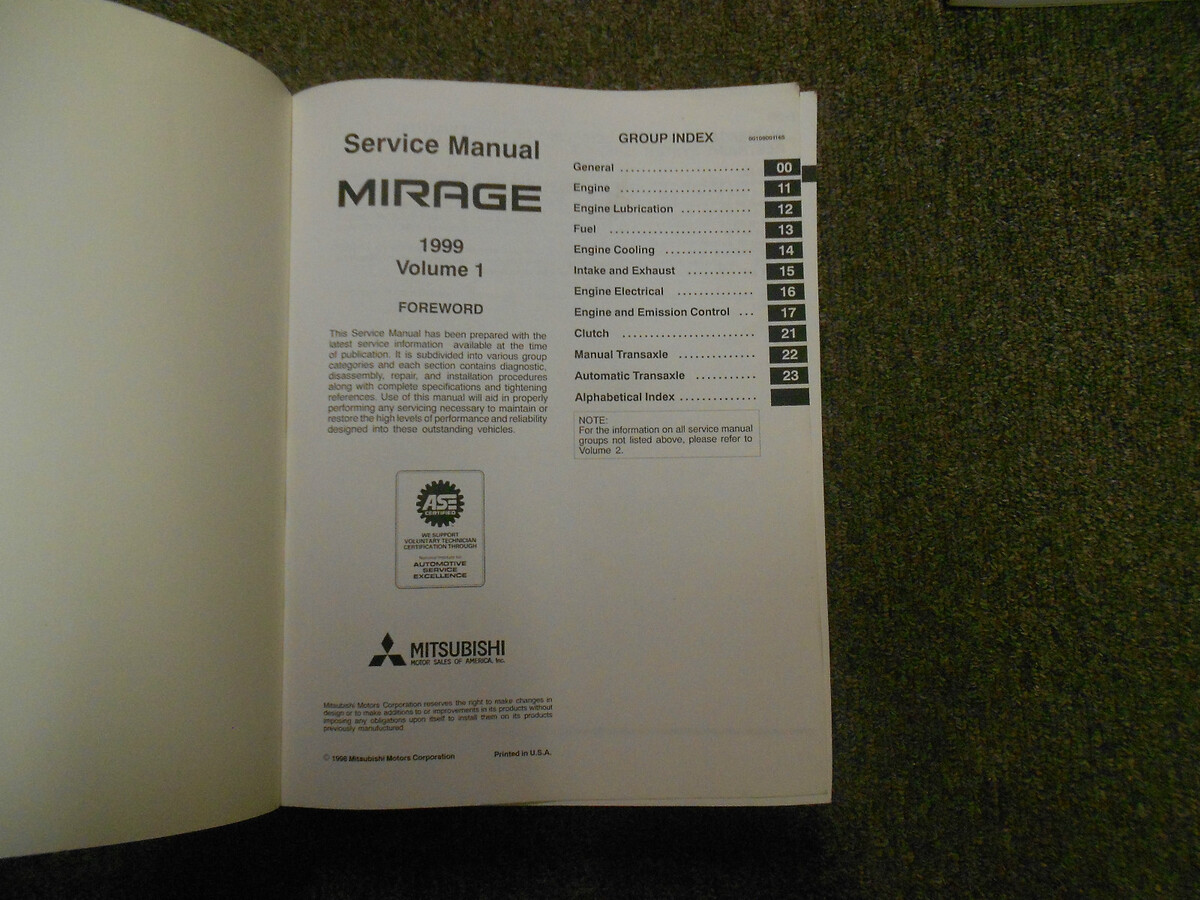 Service Manual
MIRAGE
1999
Volume 1
FOREWORD
This Service Manual has been prepared with the
latest service information available at the time
of publication. It is subdivided into various group
categories and each section contains diagnostic,
disassembly, repair, and installation procedures
along with complete specifications and tightening
references. Use of this manual will aid in properly
performing any servicing necessary to maintain or
restore the high levels of performance and reliability
designed into these outstanding vehicles.
ASE
CERTIFIED
WE SUPPORT
VOLUNTARY TECHNICIAN
CERTIFICATION THROUGH
AUTOMOTIVE
SERVICE
EXCELLENCE
MITSUBISHI
MOTOR SALES OF AMERICA, Inc.
Mitsubishi Motors Corporation reserves the right to make changes in
design or to make additions to or improvements in its products without
imposing any obligations upon itself to install them on its products
previously manufactured.
© 1998 Mitsubishi Motors Corporation Printed in U.S.A.
GROUP INDEX
General ........................ 00
Engine ........................ 11
Engine Lubrication ............. 12
Fuel .......................... 13
Engine Cooling ................ 14
Intake and Exhaust ............ 15
Engine Electrical .............. 16
Engine and Emission Control ... 17
Clutch ........................ 21
Manual Transaxle .............. 22
Automatic Transaxle ........... 23
Alphabetical Index ..............
NOTE:
For the information on all service manual
groups not listed above, please refer to
Volume 2.